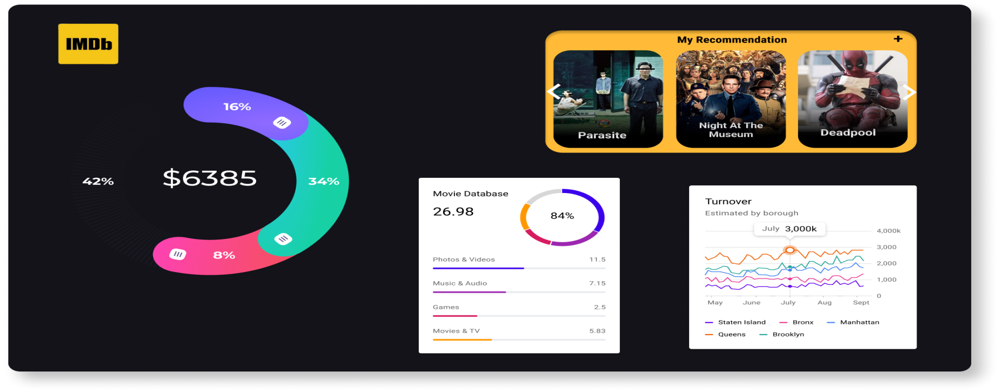 IMDb
16%
42%
$6385
34%
8%
My Recommendation +
Parasite
Night At The
Museum
Deadpool
Movie Database
26.98
84%
Photos & Videos 11.5
Music & Audio 7.15
Games 2.5
Movies & TV 5.83
Turnover
Estimated by borough
July 3,000k
4,000k
3,000
2,000
1,000
0
May June July Aug Sept
Staten Island Bronx Manhattan
Queens Brooklyn